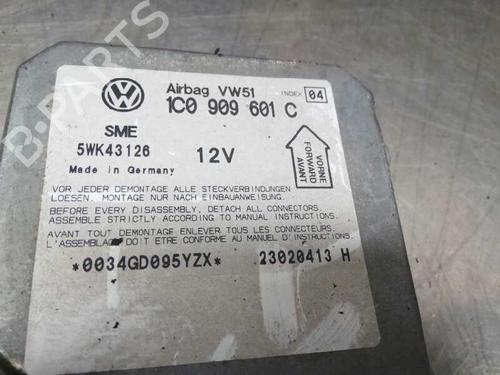 B-PARTS
VW
Airbag VW51
INDEX 04
1C0 909 601 C
SME
5WK43126
12V
Made in Germany
VORNE
FORWARD
AVANT
VOR JEDER DEMONTAGE ALLE STECKVERBINDUNGEN
LOESEN. MONTAGE NUR NACH EINBAUANWEISUNG.
BEFORE EVERY DISASSEMBLY, DETACH ALL CONNECTORS.
ASSEMBLE STRICTLY ACCORDING TO MANUAL INSTRUCTIONS.
AVANT TOUT DEMONTAGE ENLEVER TOUS LES CONNECTEURS.
L'ASSEMBLAGE DOIT ETRE CONFORME AU MANUEL D'INSTRUCTIONS.
*0034GD095YZX*
23020413 H